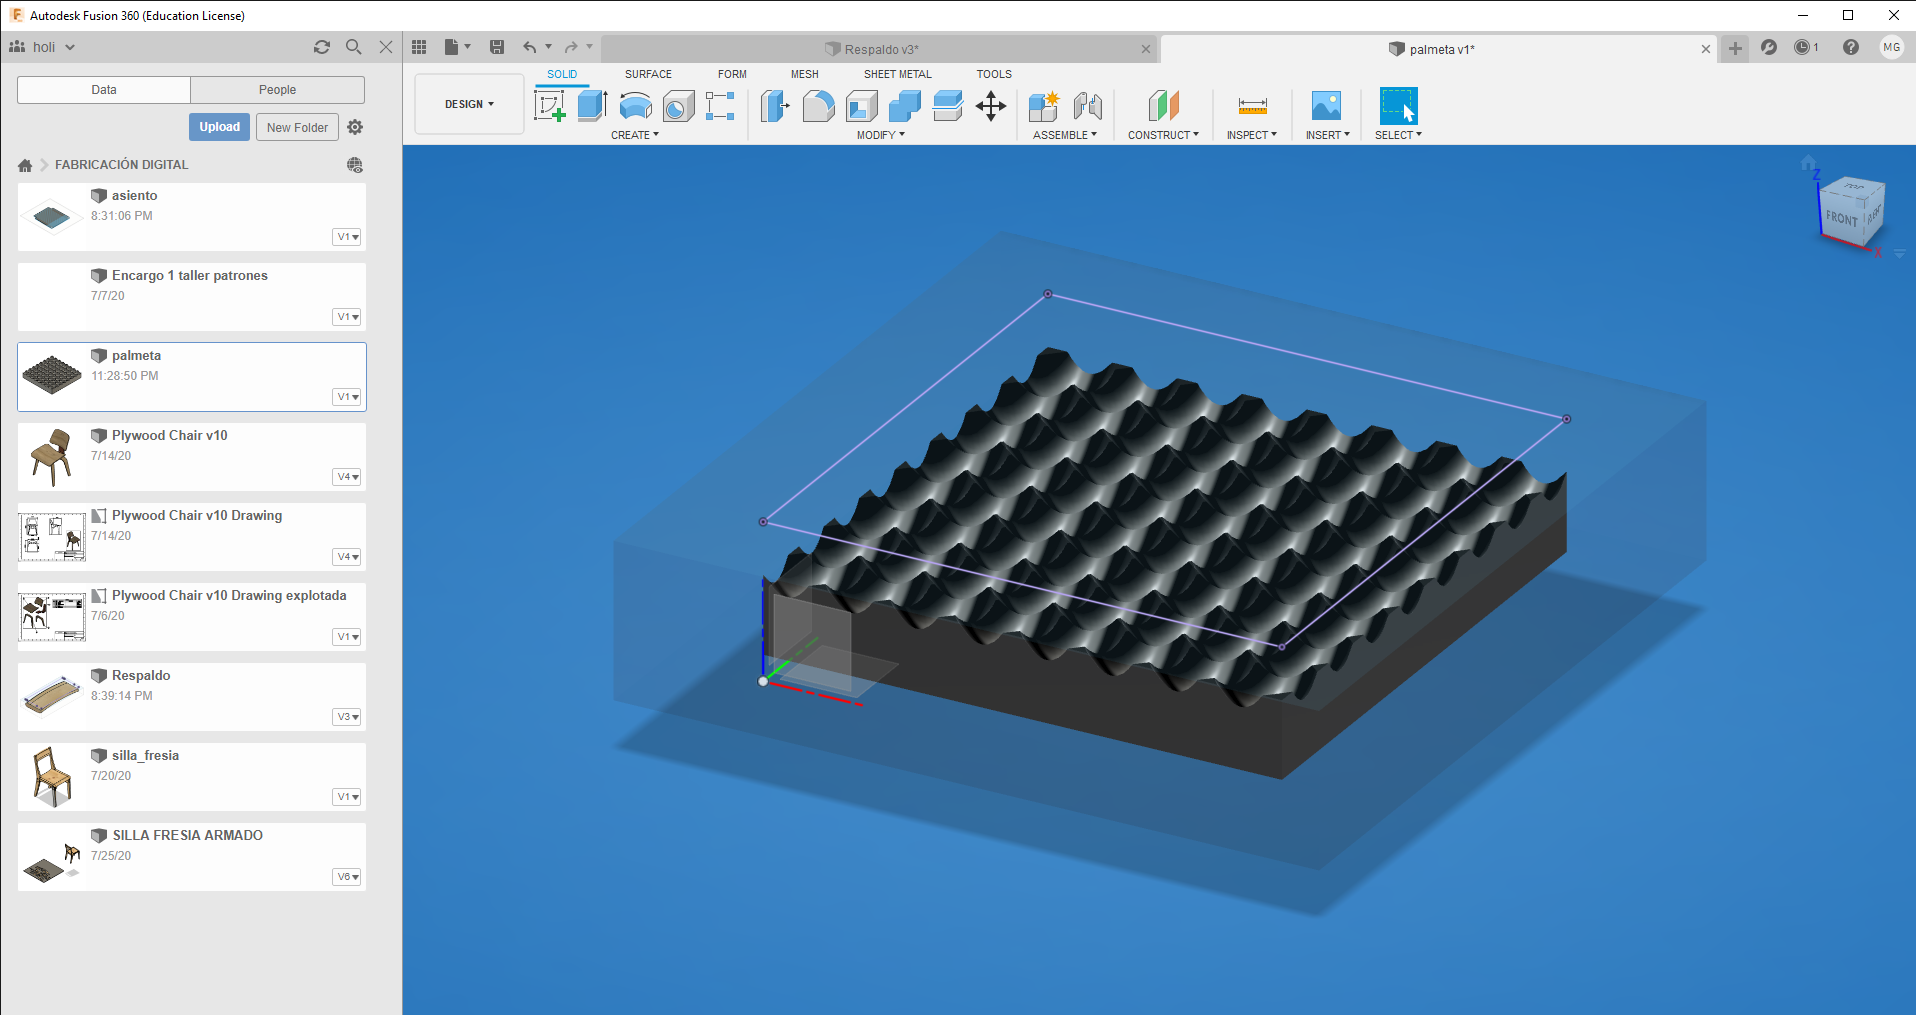 Autodesk Fusion 360 (Education License)
holi
Respaldo v3*
palmeta v1*
1
MG
Data
People
Upload
New Folder
FABRICACIÓN DIGITAL
DESIGN
SOLID
SURFACE
FORM
MESH
SHEET METAL
TOOLS
CREATE
MODIFY
ASSEMBLE
CONSTRUCT
INSPECT
INSERT
SELECT
asiento
8:31:06 PM
V1
Encargo 1 taller patrones
7/7/20
V1
palmeta
11:28:50 PM
V1
Plywood Chair v10
7/14/20
V4
Plywood Chair v10 Drawing
7/14/20
V4
Plywood Chair v10 Drawing explotada
7/6/20
V1
Respaldo
8:39:14 PM
V3
silla_fresia
7/20/20
V1
SILLA FRESIA ARMADO
7/25/20
V6
Z
TOP
FRONT
RIGHT
X